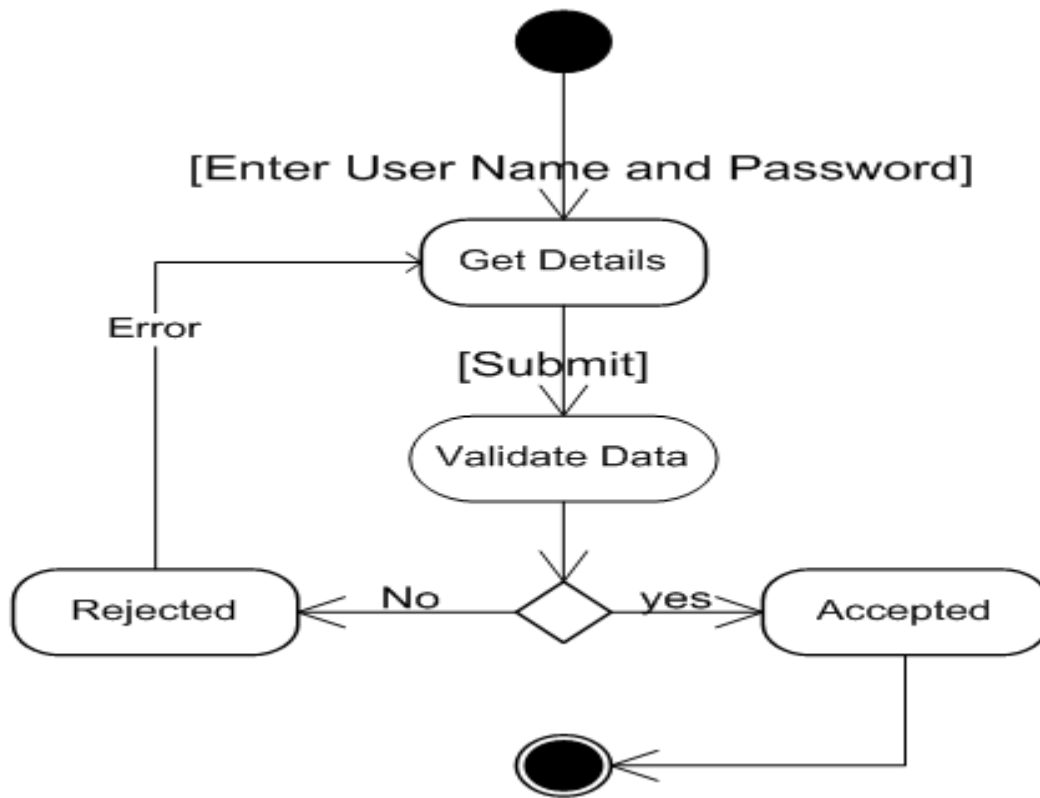 [Enter User Name and Password]
Get Details
Error
[Submit]
Validate Data
No
yes
Rejected
Accepted